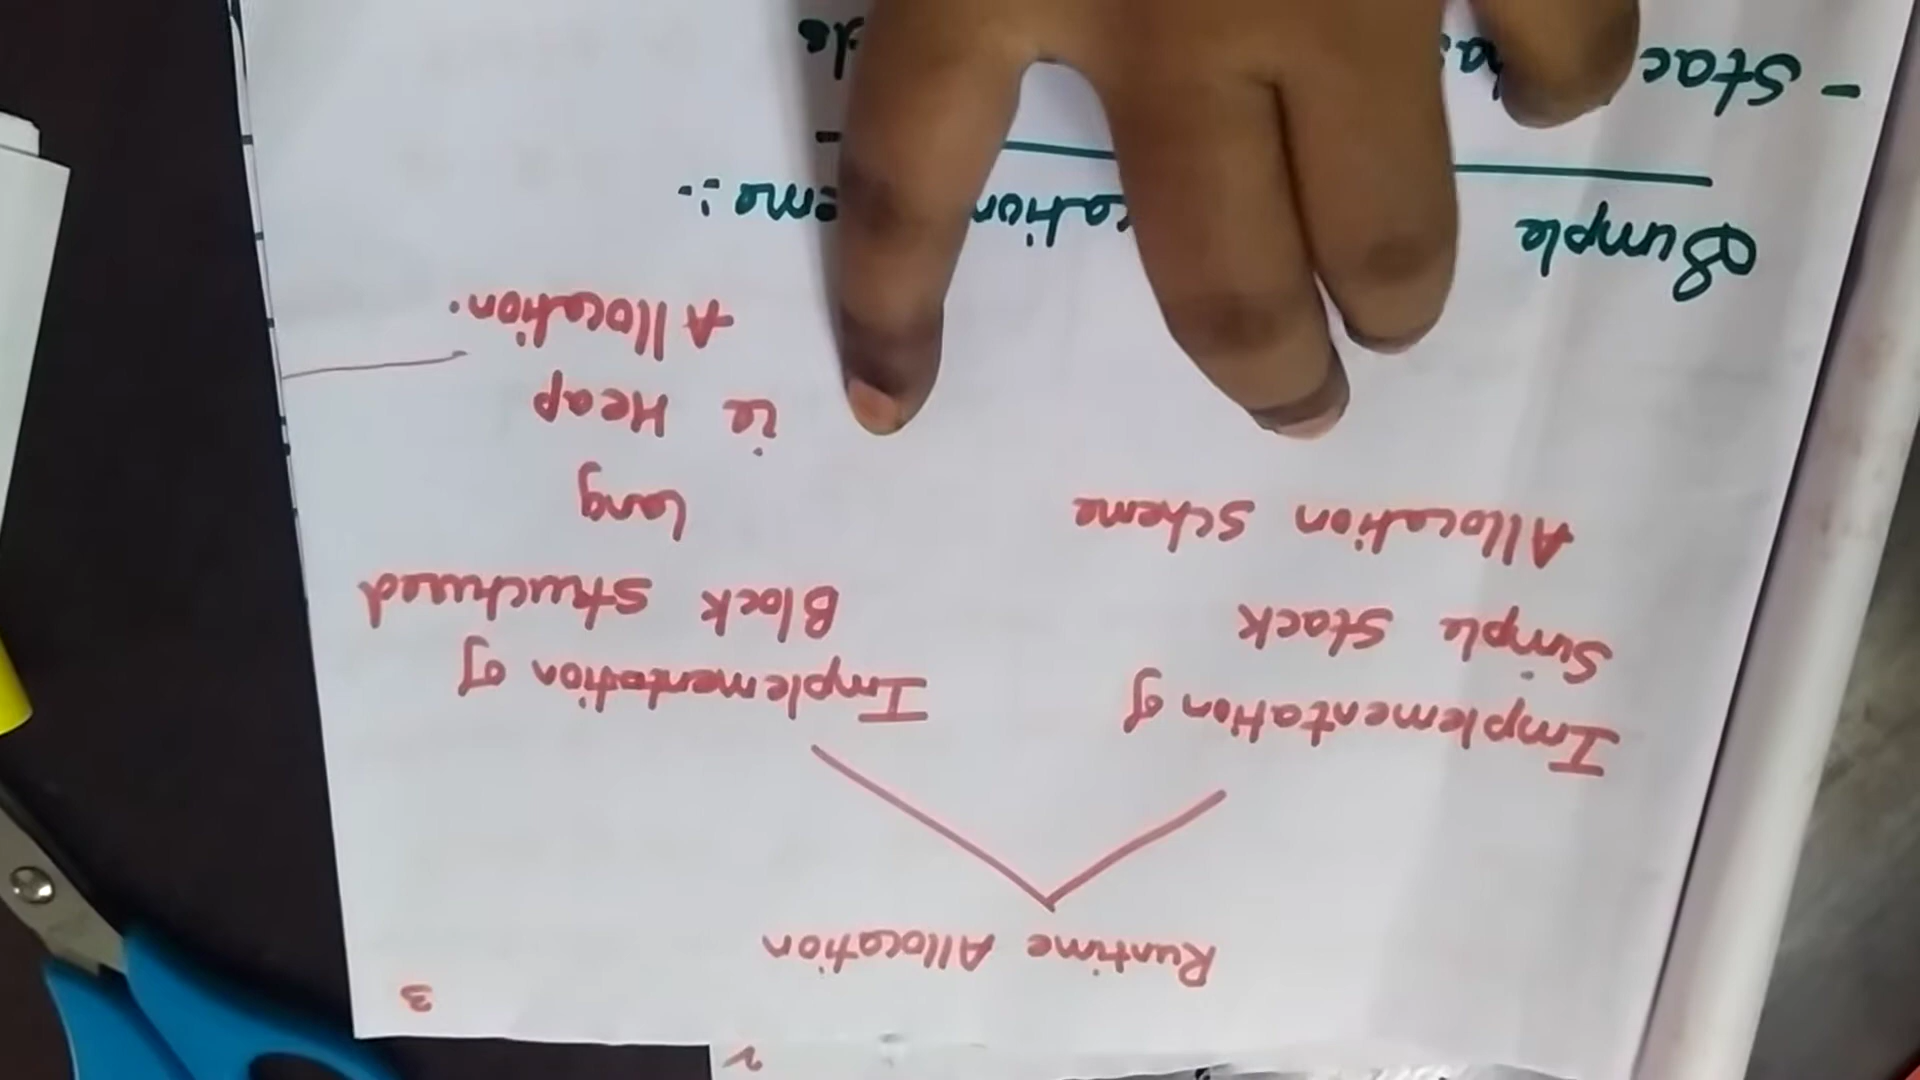 3
Runtime Allocation
Implementation of
Simple Stack
Allocation Scheme
Implementation of
Block structured
Lang
ie Heap
Allocation.
Simple